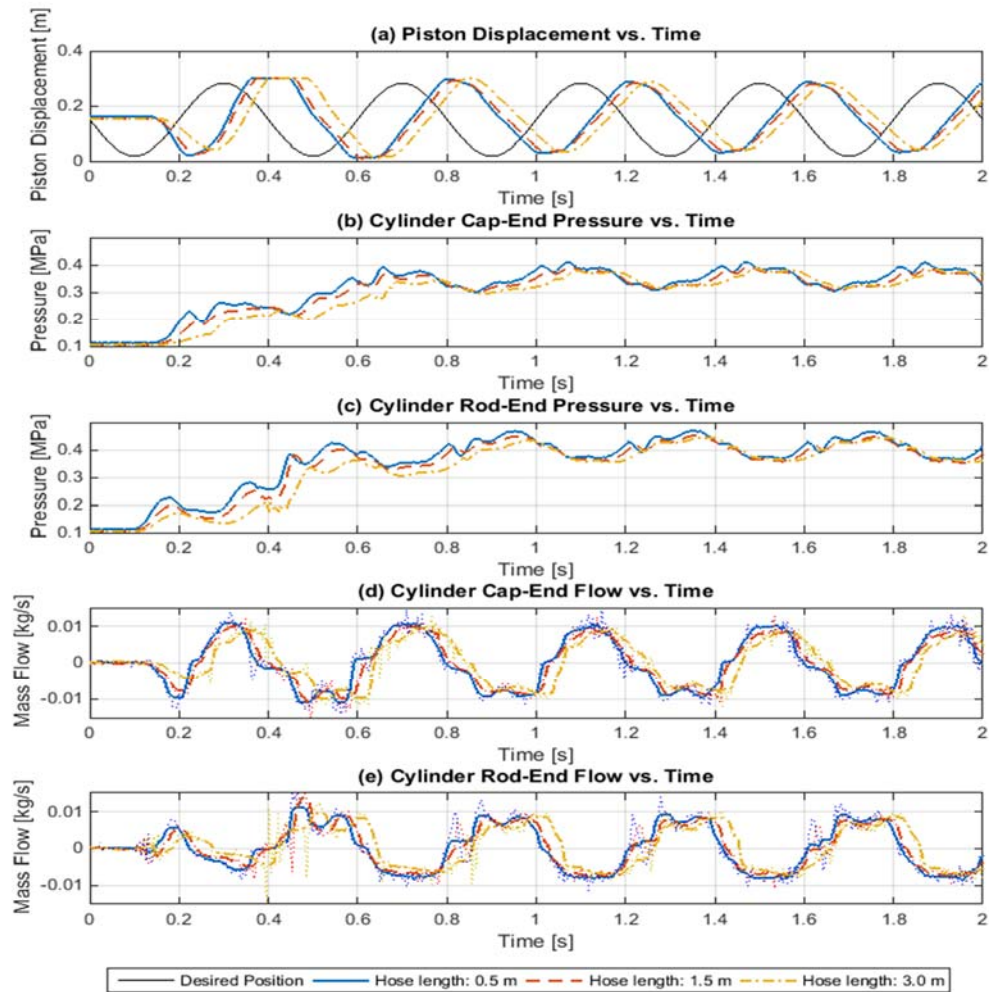 (a) Piston Displacement vs. Time
Piston Displacement [m]
0.4
0.2
0
0 0.2 0.4 0.6 0.8 1 1.2 1.4 1.6 1.8 2
Time [s]
(b) Cylinder Cap-End Pressure vs. Time
Pressure [MPa]
0.4
0.3
0.2
0.1
0 0.2 0.4 0.6 0.8 1 1.2 1.4 1.6 1.8 2
Time [s]
(c) Cylinder Rod-End Pressure vs. Time
Pressure [MPa]
0.4
0.3
0.2
0.1
0 0.2 0.4 0.6 0.8 1 1.2 1.4 1.6 1.8 2
Time [s]
(d) Cylinder Cap-End Flow vs. Time
Mass Flow [kg/s]
0.01
0
-0.01
0 0.2 0.4 0.6 0.8 1 1.2 1.4 1.6 1.8 2
Time [s]
(e) Cylinder Rod-End Flow vs. Time
Mass Flow [kg/s]
0.01
0
-0.01
0 0.2 0.4 0.6 0.8 1 1.2 1.4 1.6 1.8 2
Time [s]
Desired Position Hose length: 0.5 m Hose length: 1.5 m Hose length: 3.0 m